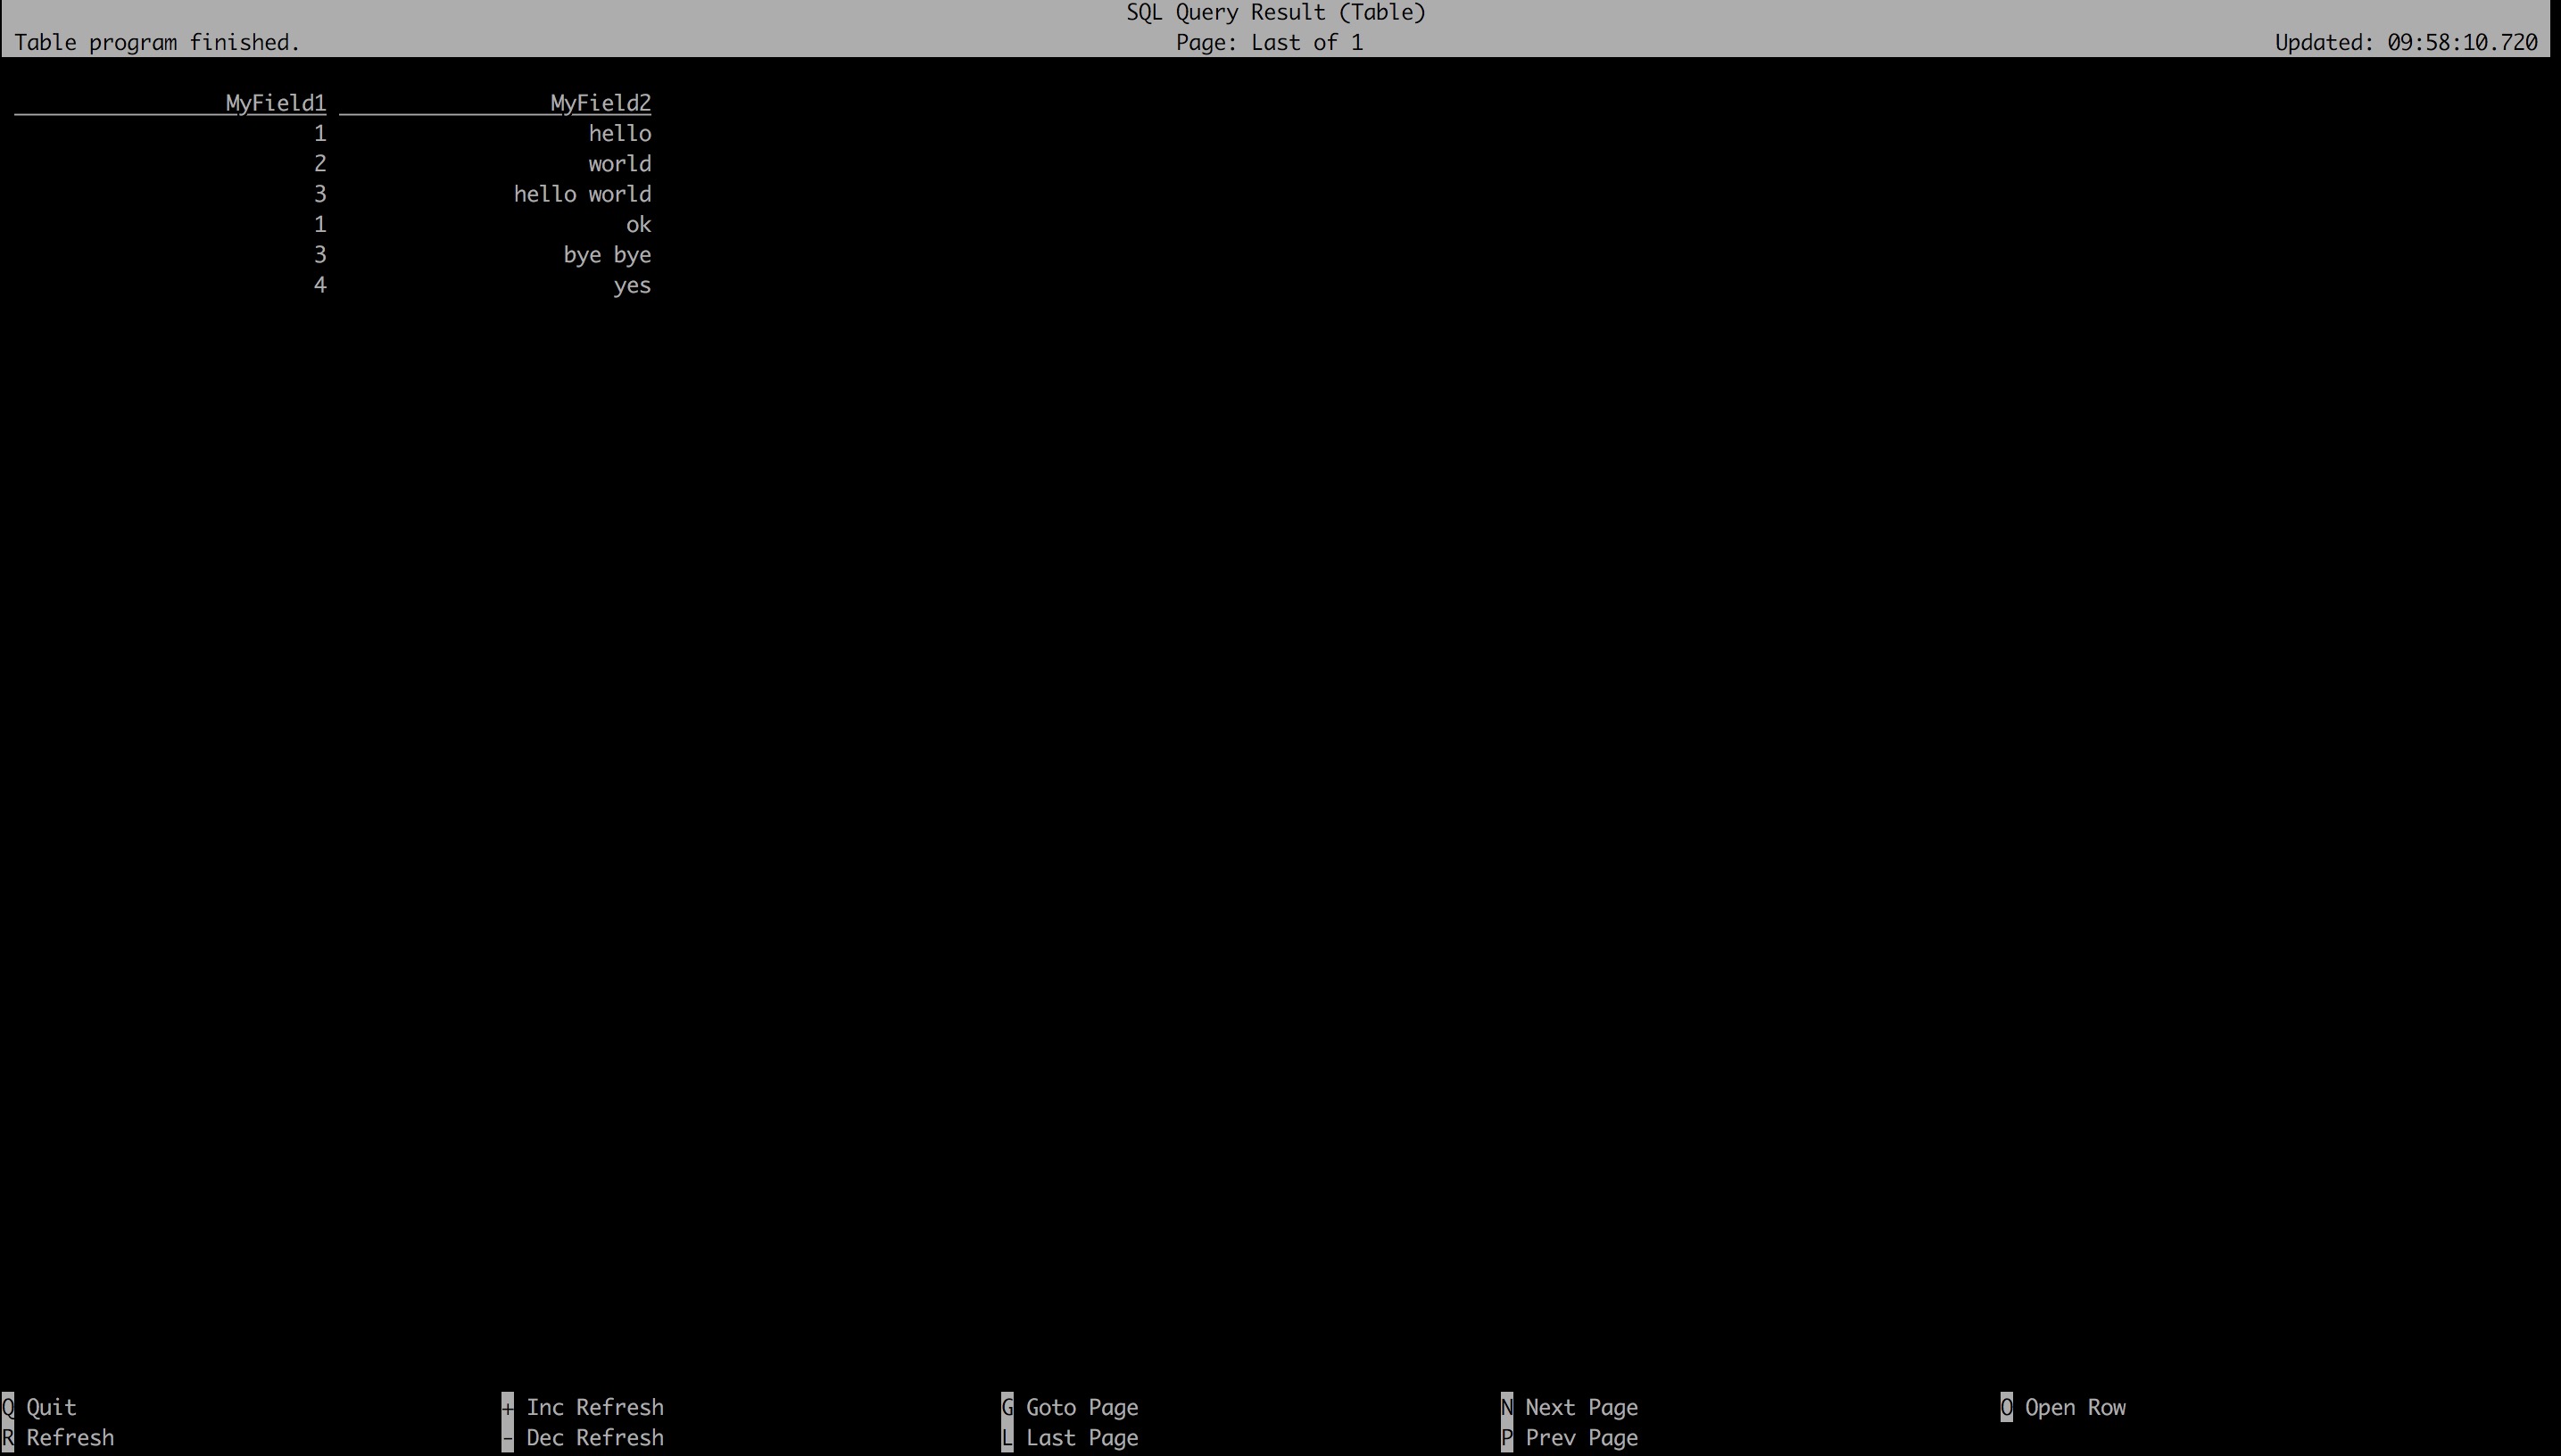 SQL Query Result (Table)
Table program finished. Page: Last of 1 Updated: 09:58:10.720
MyField1 MyField2
1 hello
2 world
3 hello world
1 ok
3 bye bye
4 yes
Q Quit + Inc Refresh G Goto Page N Next Page O Open Row
R Refresh - Dec Refresh L Last Page P Prev Page